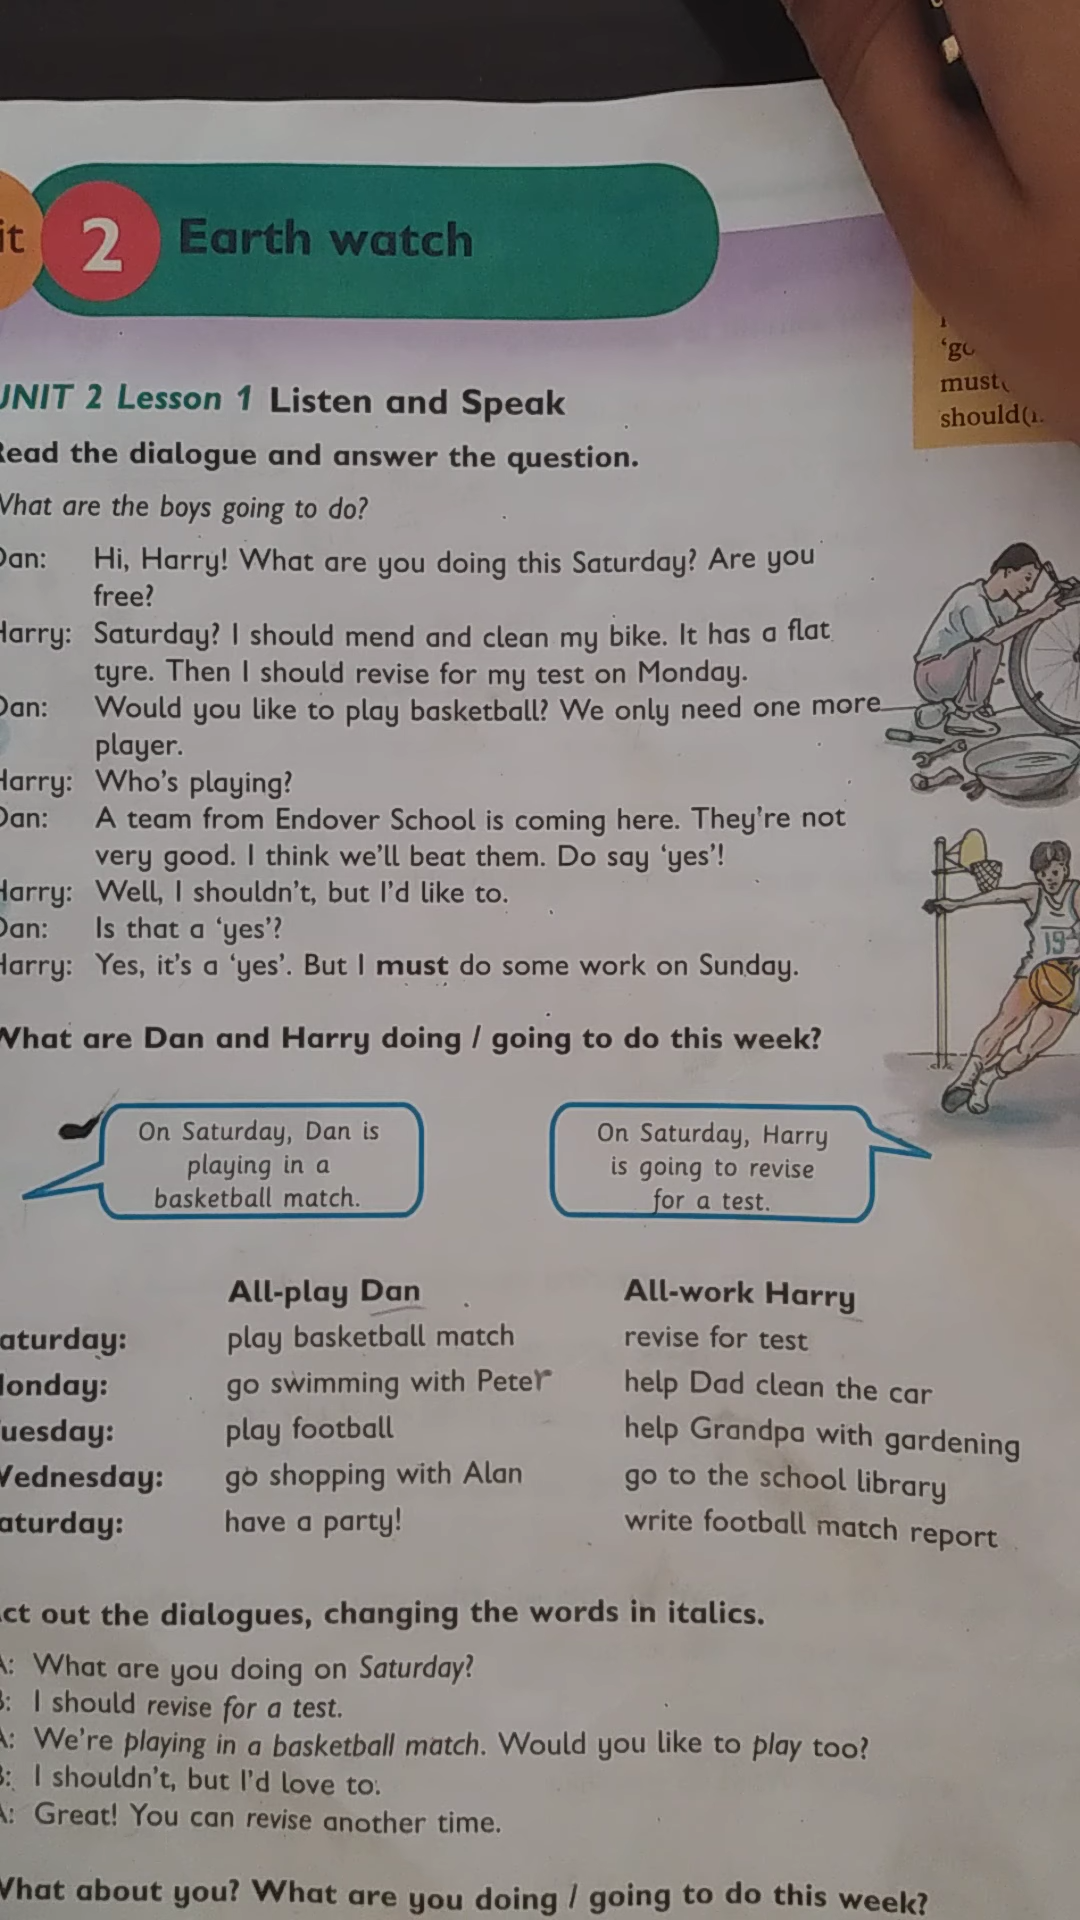 it 2 Earth watch
'go
must
should
UNIT 2 Lesson 1 Listen and Speak
Read the dialogue and answer the question.
What are the boys going to do?
Dan: Hi, Harry! What are you doing this Saturday? Are you
free?
Harry: Saturday? I should mend and clean my bike. It has a flat
tyre. Then I should revise for my test on Monday.
Dan: Would you like to play basketball? We only need one more
player.
Harry: Who's playing?
Dan: A team from Endover School is coming here. They're not
very good. I think we'll beat them. Do say 'yes'!
Harry: Well, I shouldn't, but I'd like to.
Dan: Is that a 'yes'?
Harry: Yes, it's a 'yes'. But I must do some work on Sunday.
19
What are Dan and Harry doing / going to do this week?
On Saturday, Dan is
playing in a
basketball match.
On Saturday, Harry
is going to revise
for a test.
All-play Dan All-work Harry
aturday: play basketball match revise for test
onday: go swimming with Peter help Dad clean the car
uesday: play football help Grandpa with gardening
Wednesday: go shopping with Alan go to the school library
aturday: have a party! write football match report
ct out the dialogues, changing the words in italics.
A: What are you doing on Saturday?
B: I should revise for a test.
A: We're playing in a basketball match. Would you like to play too?
B: I shouldn't, but I'd love to.
A: Great! You can revise another time.
What about you? What are you doing / going to do this week?